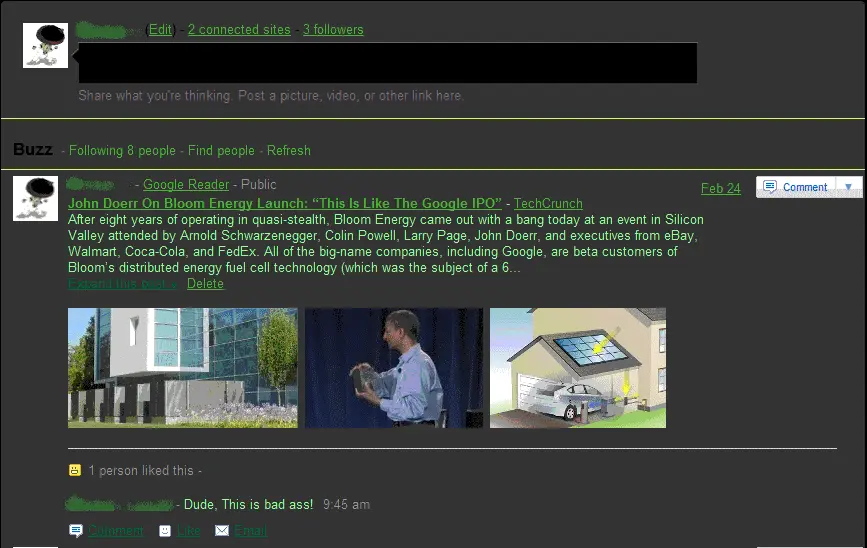 (Edit) - 2 connected sites - 3 followers
Share what you're thinking. Post a picture, video, or other link here.
Buzz - Following 8 people - Find people - Refresh
- Google Reader - Public
Feb 24
Comment
John Doerr On Bloom Energy Launch: “This Is Like The Google IPO” - TechCrunch
After eight years of operating in quasi-stealth, Bloom Energy came out with a bang today at an event in Silicon
Valley attended by Arnold Schwarzenegger, Colin Powell, Larry Page, John Doerr, and executives from eBay,
Walmart, Coca-Cola, and FedEx. All of the big-name companies, including Google, are beta customers of
Bloom's distributed energy fuel cell technology (which was the subject of a 6...
Expand this post » Delete
1 person liked this -
- Dude, This is bad ass! 9:45 am
Comment Like Email